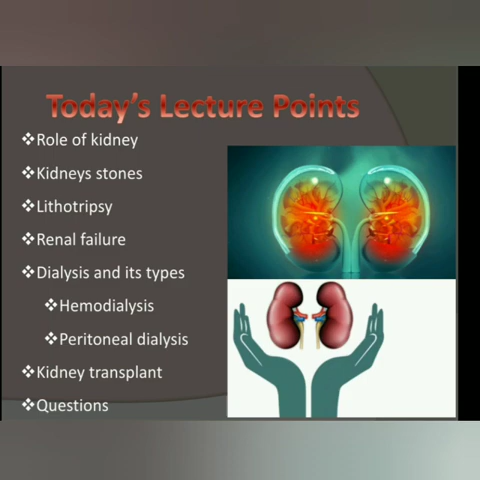 Today's Lecture Points
❖Role of kidney
❖Kidneys stones
❖Lithotripsy
❖Renal failure
❖Dialysis and its types
❖Hemodialysis
❖Peritoneal dialysis
❖Kidney transplant
❖Questions